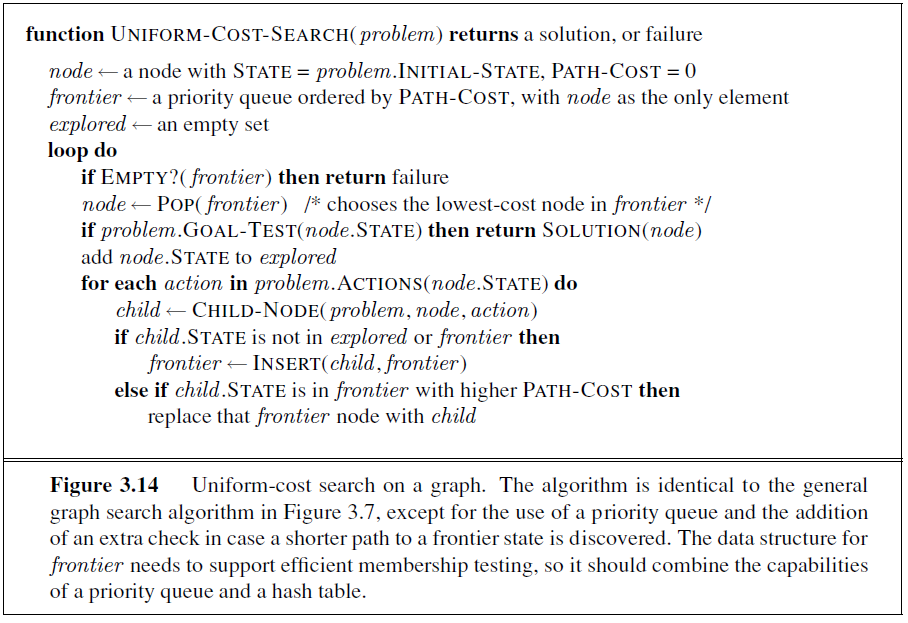 function UNIFORM-COST-SEARCH(problem) returns a solution, or failure
node ← a node with STATE = problem.INITIAL-STATE, PATH-COST = 0
frontier ← a priority queue ordered by PATH-COST, with node as the only element
explored ← an empty set
loop do
if EMPTY?(frontier) then return failure
node ← POP(frontier) /* chooses the lowest-cost node in frontier */
if problem.GOAL-TEST(node.STATE) then return SOLUTION(node)
add node.STATE to explored
for each action in problem.ACTIONS(node.STATE) do
child ← CHILD-NODE(problem, node, action)
if child.STATE is not in explored or frontier then
frontier ← INSERT(child, frontier)
else if child.STATE is in frontier with higher PATH-COST then
replace that frontier node with child
Figure 3.14 Uniform-cost search on a graph. The algorithm is identical to the general
graph search algorithm in Figure 3.7, except for the use of a priority queue and the addition
of an extra check in case a shorter path to a frontier state is discovered. The data structure for
frontier needs to support efficient membership testing, so it should combine the capabilities
of a priority queue and a hash table.